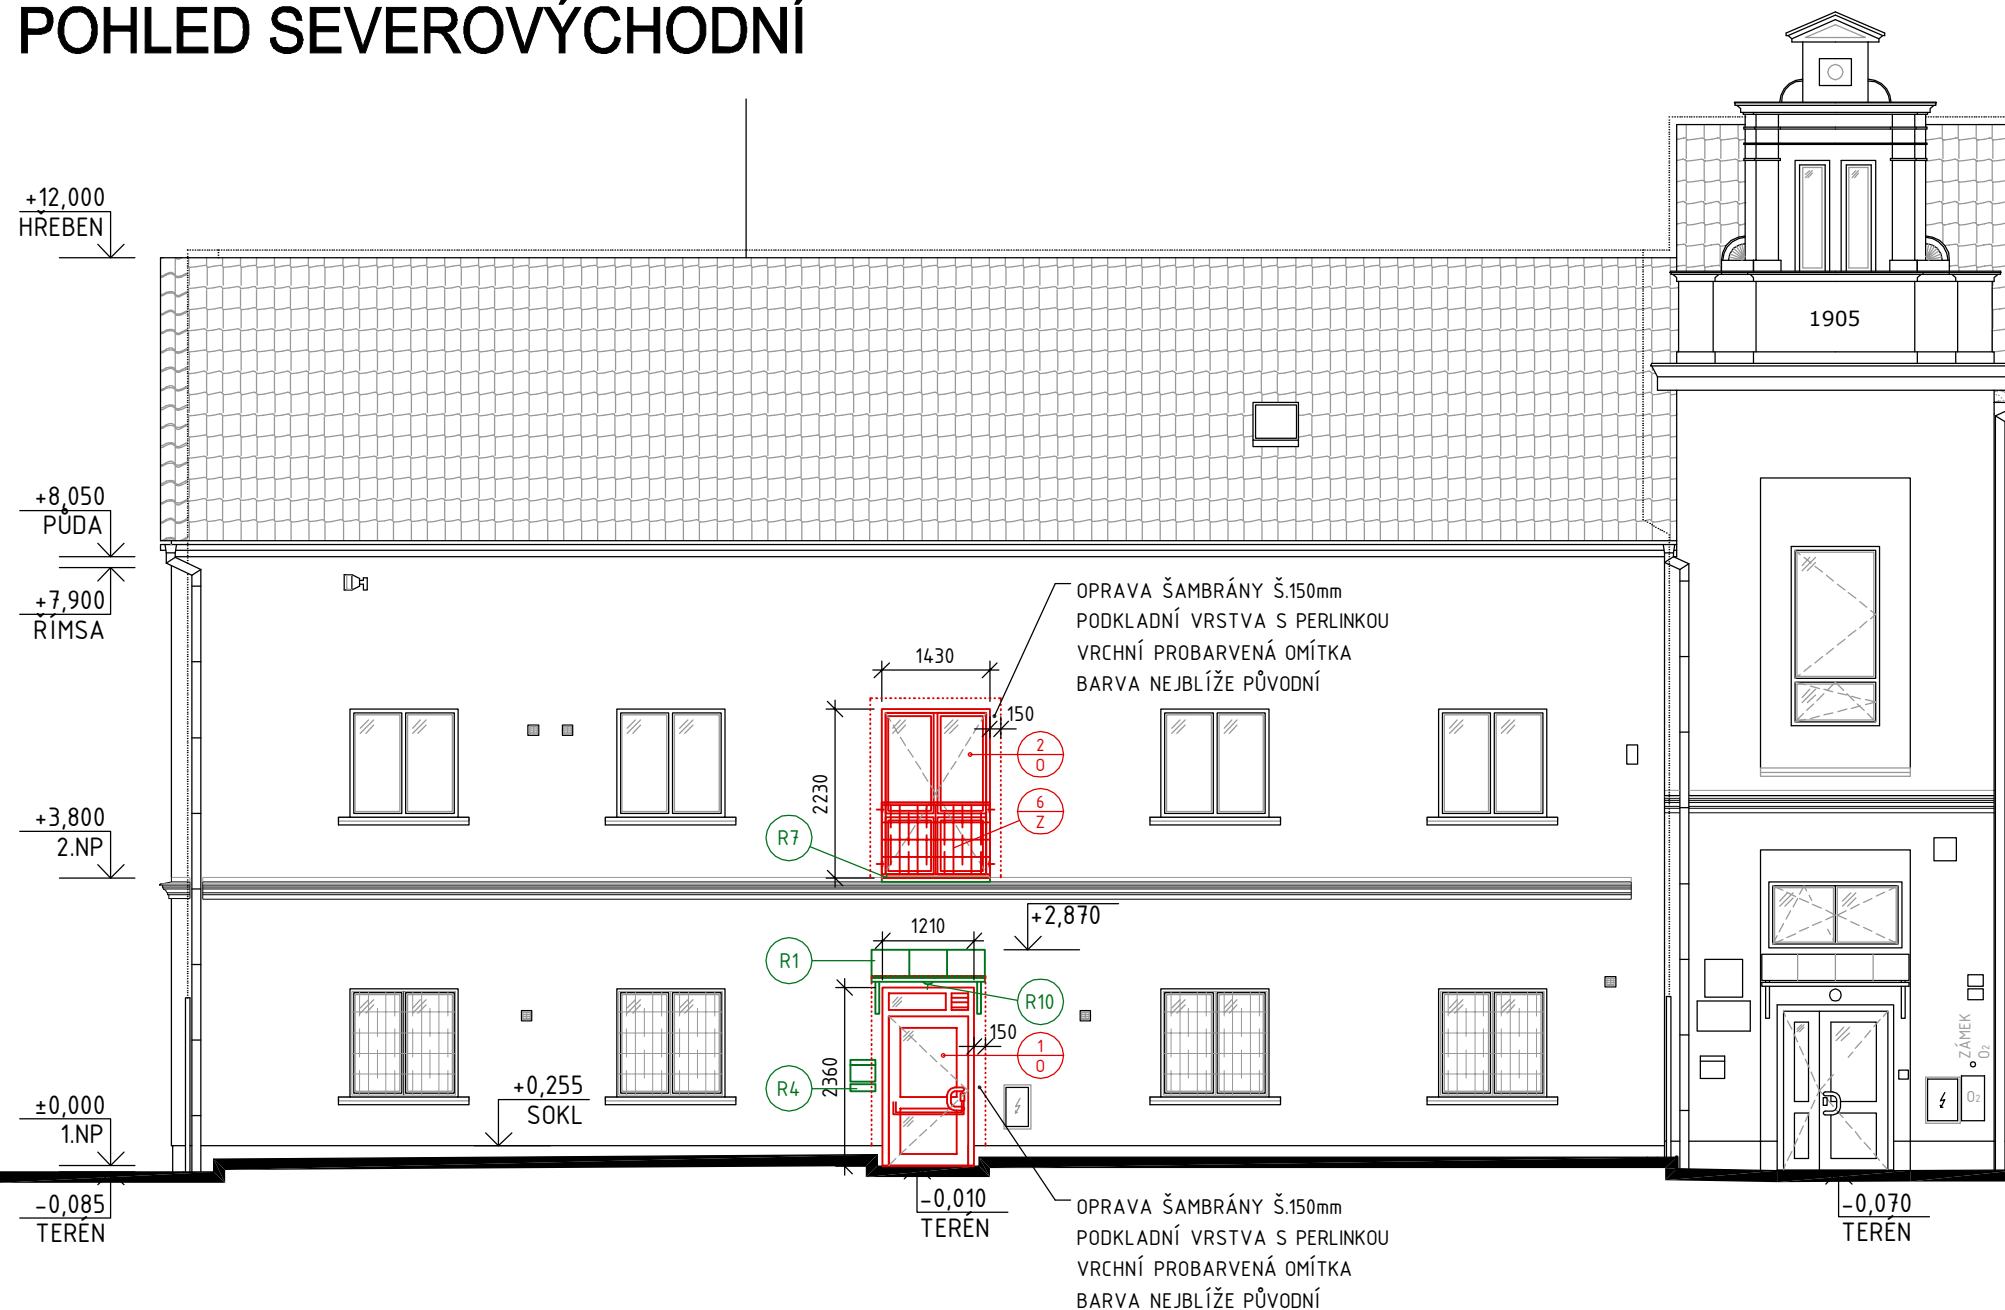 POHLED SEVEROVÝCHODNÍ
+12,000
HŘEBEN
1905
+8,050
PŮDA
+7,900
ŘÍMSA
OPRAVA ŠAMBRÁNY Š.150mm
PODKLADNÍ VRSTVA S PERLINKOU
VRCHNÍ PROBARVENÁ OMÍTKA
BARVA NEJBLÍŽE PŮVODNÍ
1430
150
2
O
2230
6
Z
+3,800
2.NP
R7
+2,870
1210
R1
R10
150
1
O
2360
R4
ZÁMEK
O2
O2
+0,255
SOKL
±0,000
1.NP
-0,085
TERÉN
-0,010
TERÉN
-0,070
TERÉN
OPRAVA ŠAMBRÁNY Š.150mm
PODKLADNÍ VRSTVA S PERLINKOU
VRCHNÍ PROBARVENÁ OMÍTKA
BARVA NEJBLÍŽE PŮVODNÍ